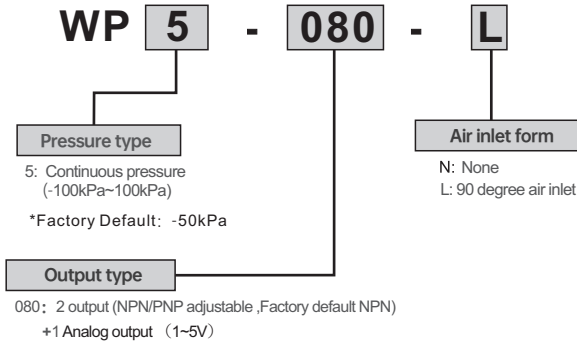 WP 5 - 080 - L
Pressure type
5: Continuous pressure
(-100kPa~100kPa)
*Factory Default: -50kPa
Air inlet form
N: None
L: 90 degree air inlet
Output type
080: 2 output (NPN/PNP adjustable ,Factory default NPN)
+1 Analog output （1~5V）